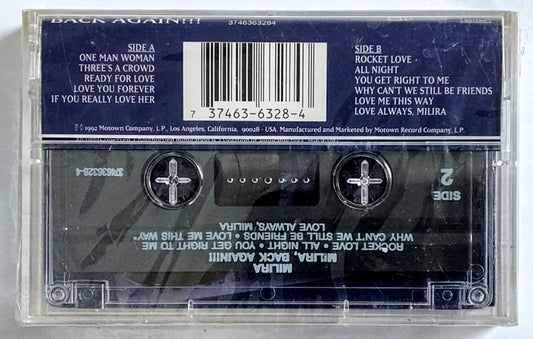 BACK AGAIN!!!
3746363284
SIDE A
ONE MAN WOMAN
THREE'S A CROWD
READY FOR LOVE
LOVE YOU FOREVER
IF YOU REALLY LOVE HER
7 37463-6328-4
SIDE B
ROCKET LOVE
ALL NIGHT
YOU GET RIGHT TO ME
WHY CAN'T WE STILL BE FRIENDS
LOVE ME THIS WAY
LOVE ALWAYS, MILIRA
℗©1992 Motown Company, L.P., Los Angeles, California, 90028 - USA. Manufactured and Marketed by Motown Record Company, L.P.
374636328-4
SIDE
2
MILIRA
MILIRA, BACK AGAIN!!!
ROCKET LOVE • ALL NIGHT • YOU GET RIGHT TO ME
WHY CAN'T WE STILL BE FRIENDS • LOVE ME THIS WAY
LOVE ALWAYS, MILIRA